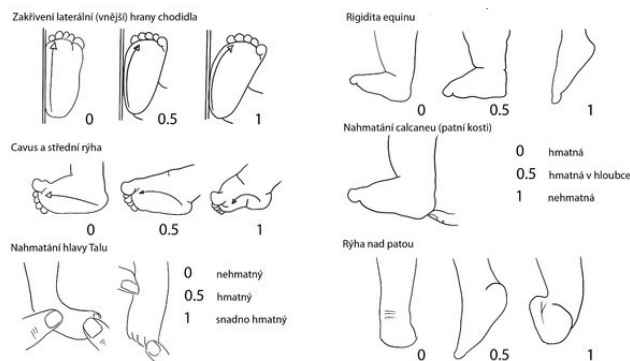 Zakřivení laterální (vnější) hrany chodidla
0
0.5
1
Cavus a střední rýha
0
0.5
1
Nahmatání hlavy Talu
0 nehmatný
0.5 hmatný
1 snadno hmatný
Rigidita equinu
0
0.5
1
Nahmatání calcaneu (patní kosti)
0 hmatná
0.5 hmatná v hloubce
1 nehmatná
Rýha nad patou
0
0.5
1